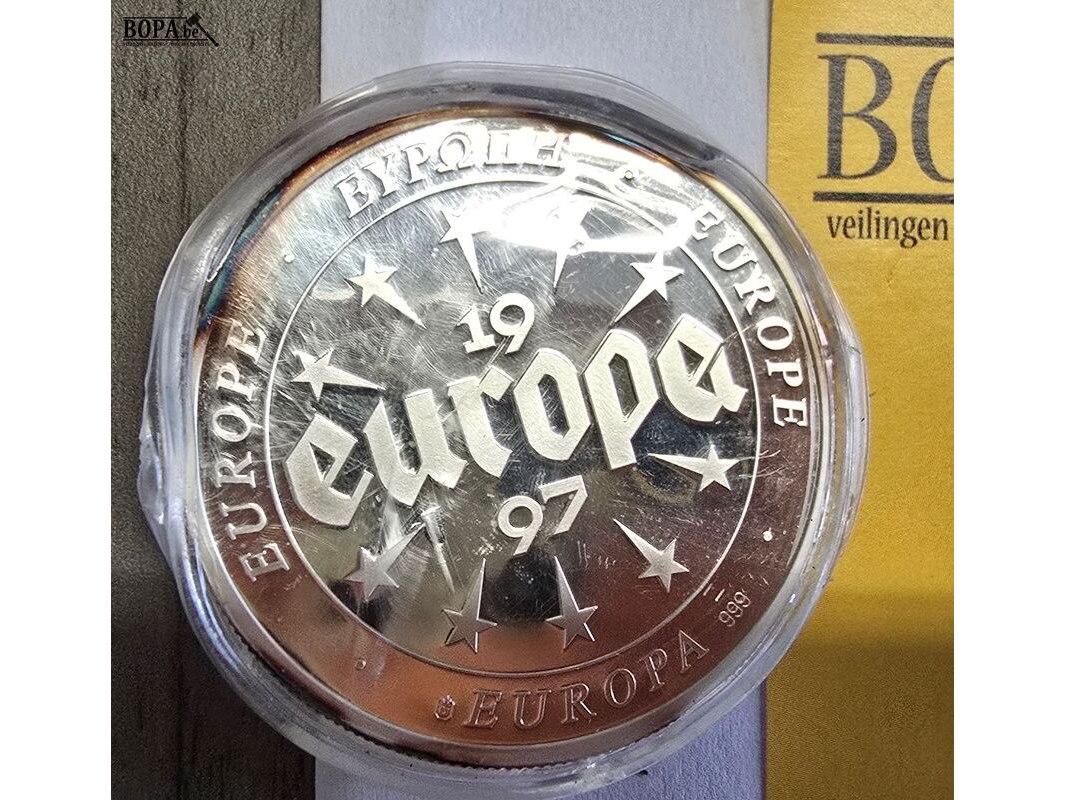 BOPA.be
BO
veilingen
ΕΥΡΩΠΗ
EUROPE
EUROPE
19
europe
97
999
EUROPA